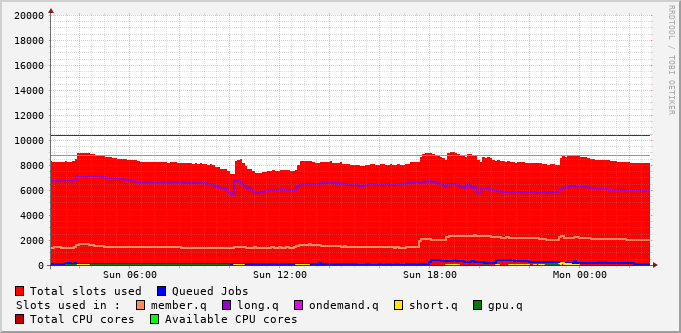 RRDTOOL / TOBI OETIKER
20000
18000
16000
14000
12000
10000
8000
6000
4000
2000
0
Sun 06:00 Sun 12:00 Sun 18:00 Mon 00:00
Total slots used Queued Jobs
Slots used in : member.q long.q ondemand.q short.q gpu.q
Total CPU cores Available CPU cores